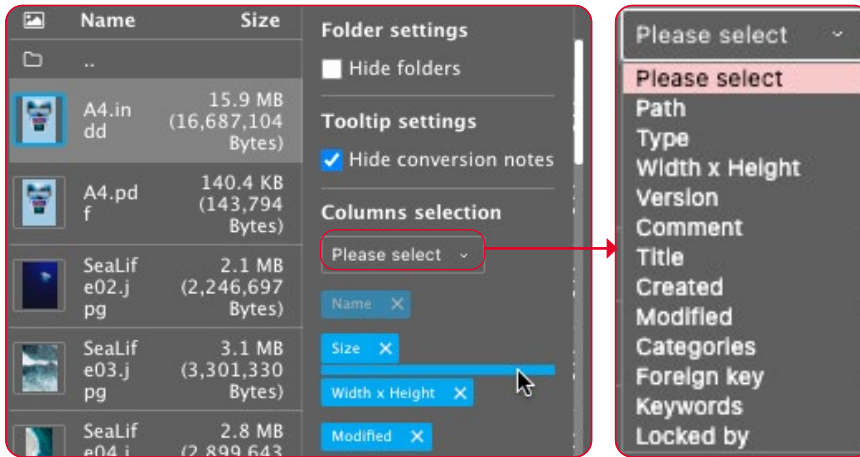 Name Size
..
A4.in
dd
15.9 MB
(16,687,104
Bytes)
A4.pd
f
140.4 KB
(143,794
Bytes)
SeaLif
e02.j
pg
2.1 MB
(2,246,697
Bytes)
SeaLif
e03.j
pg
3.1 MB
(3,301,330
Bytes)
SeaLif
e04.j
2.8 MB
(2,899,643
Folder settings
Hide folders
Tooltip settings
Hide conversion notes
Columns selection
Please select
Name
Size
Width x Height
Modified
Please select
Please select
Path
Type
Width x Height
Version
Comment
Title
Created
Modified
Categories
Foreign key
Keywords
Locked by